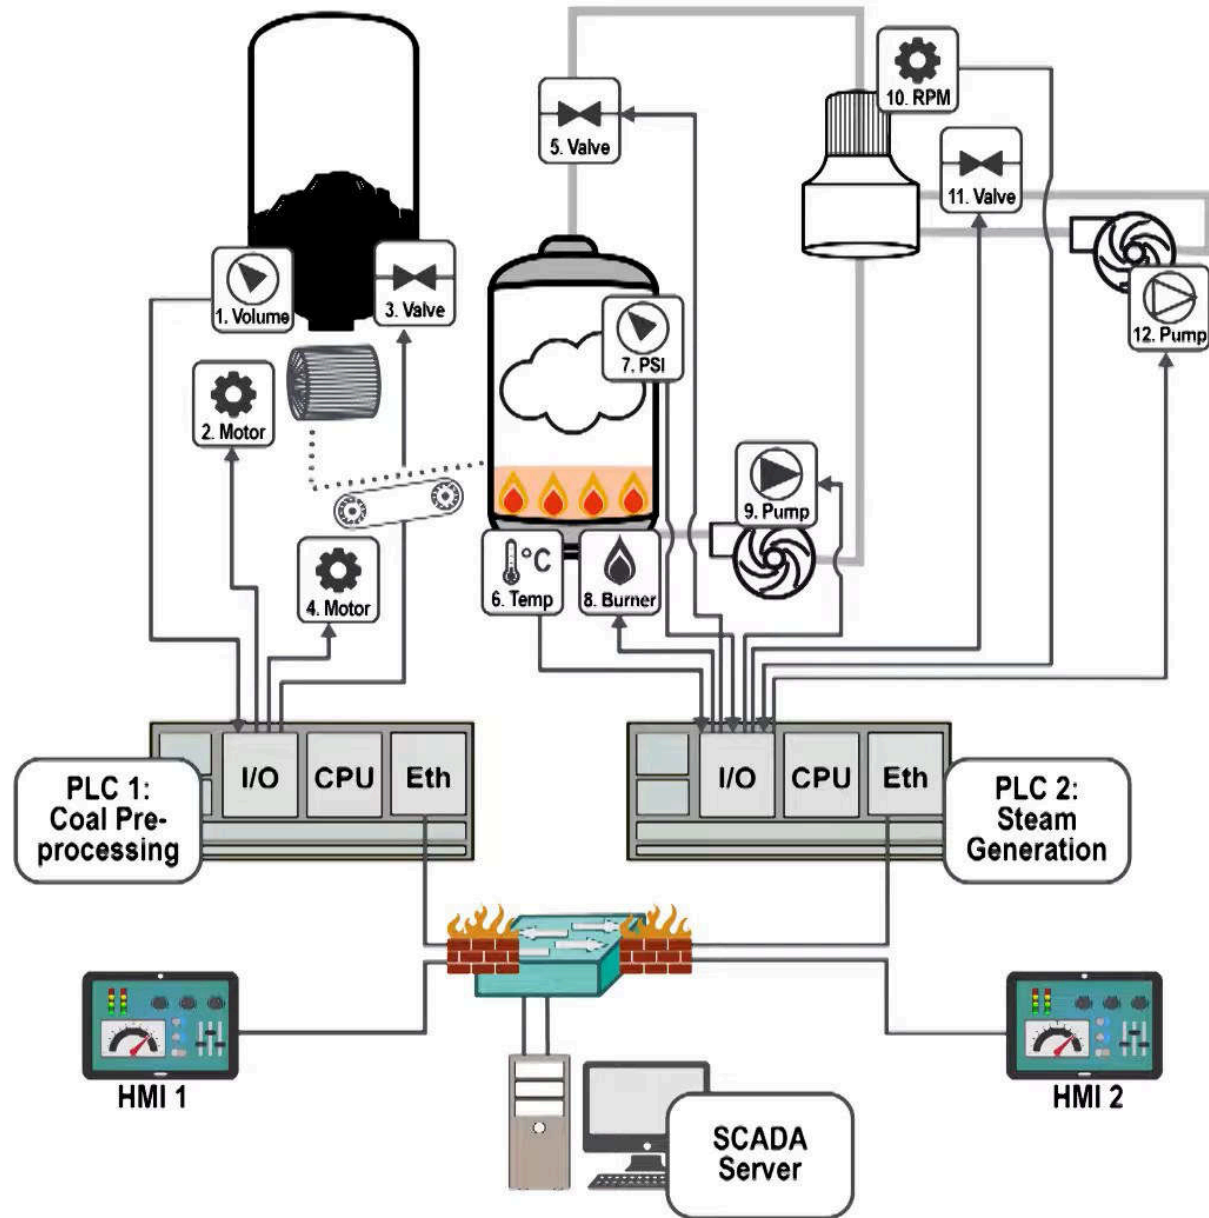 10. RPM
5. Valve
11. Valve
1. Volume
3. Valve
7. PSI
12. Pump
2. Motor
9. Pump
4. Motor
°C
6. Temp
8. Burner
I/O
CPU
Eth
PLC 1:
Coal Pre-
processing
I/O
CPU
Eth
PLC 2:
Steam
Generation
HMI 1
HMI 2
SCADA
Server